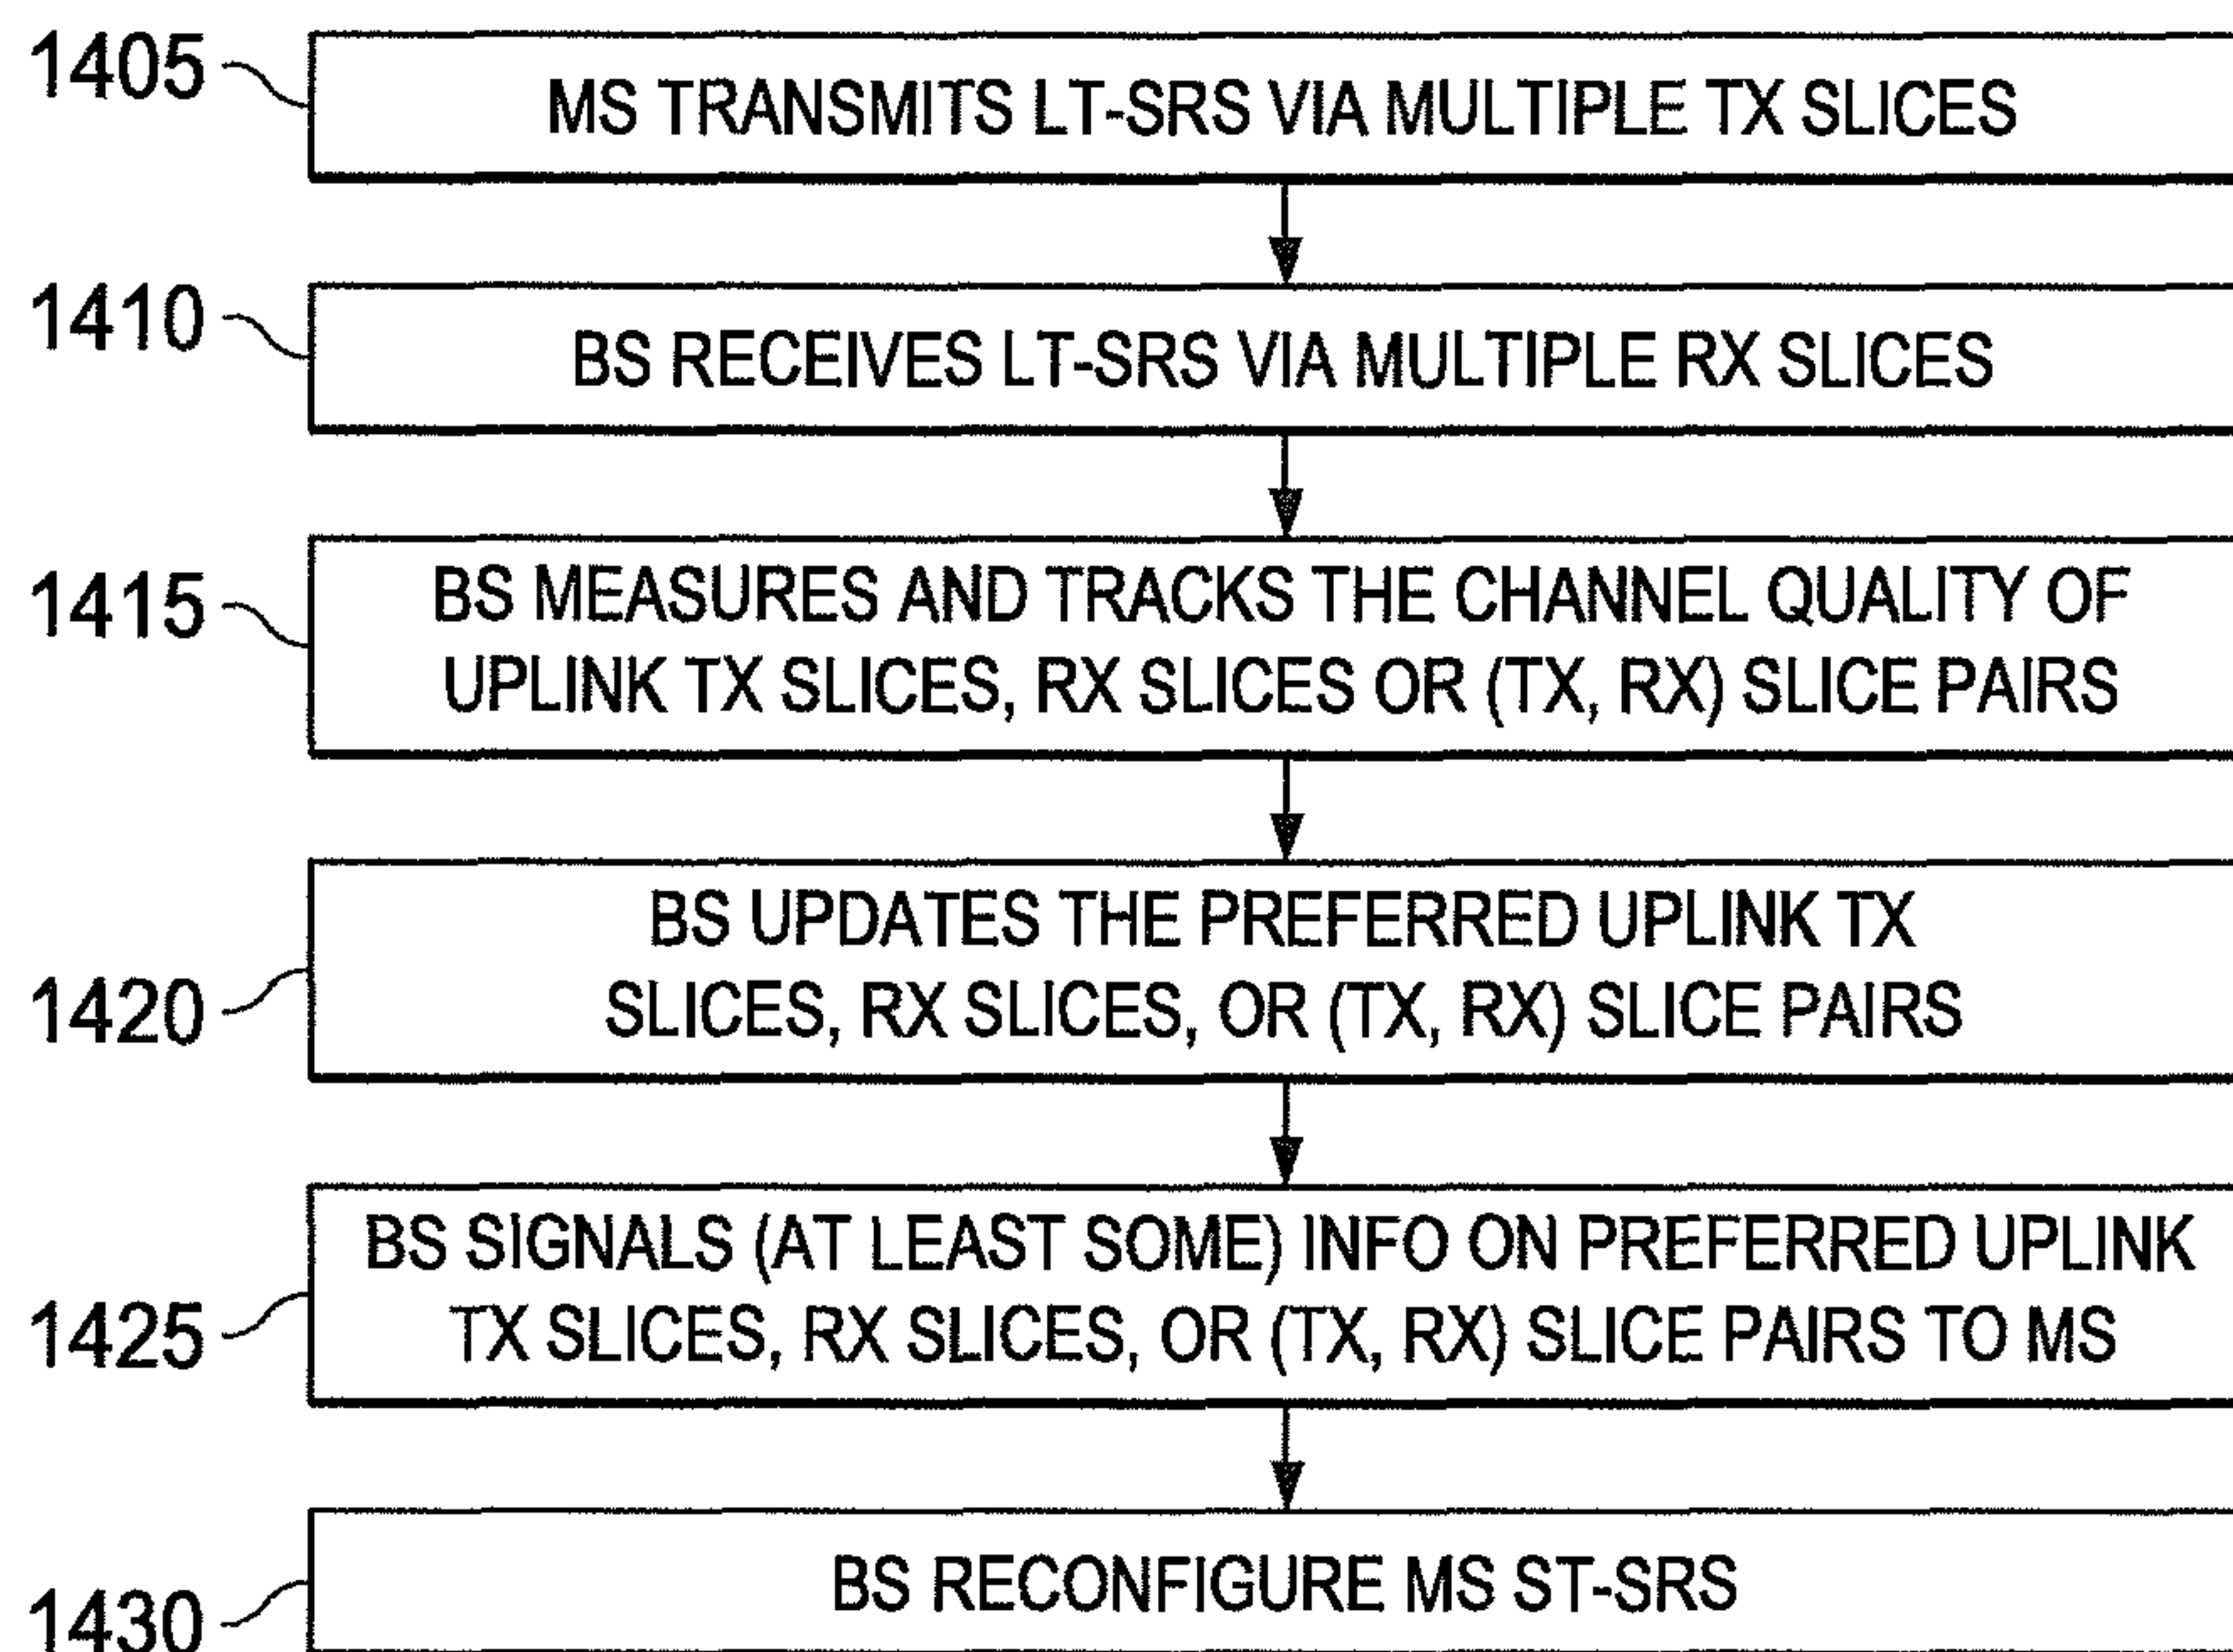 1405
MS TRANSMITS LT-SRS VIA MULTIPLE TX SLICES
1410
BS RECEIVES LT-SRS VIA MULTIPLE RX SLICES
1415
BS MEASURES AND TRACKS THE CHANNEL QUALITY OF
UPLINK TX SLICES, RX SLICES OR (TX, RX) SLICE PAIRS
1420
BS UPDATES THE PREFERRED UPLINK TX
SLICES, RX SLICES, OR (TX, RX) SLICE PAIRS
1425
BS SIGNALS (AT LEAST SOME) INFO ON PREFERRED UPLINK
TX SLICES, RX SLICES, OR (TX, RX) SLICE PAIRS TO MS
1430
BS RECONFIGURE MS ST-SRS